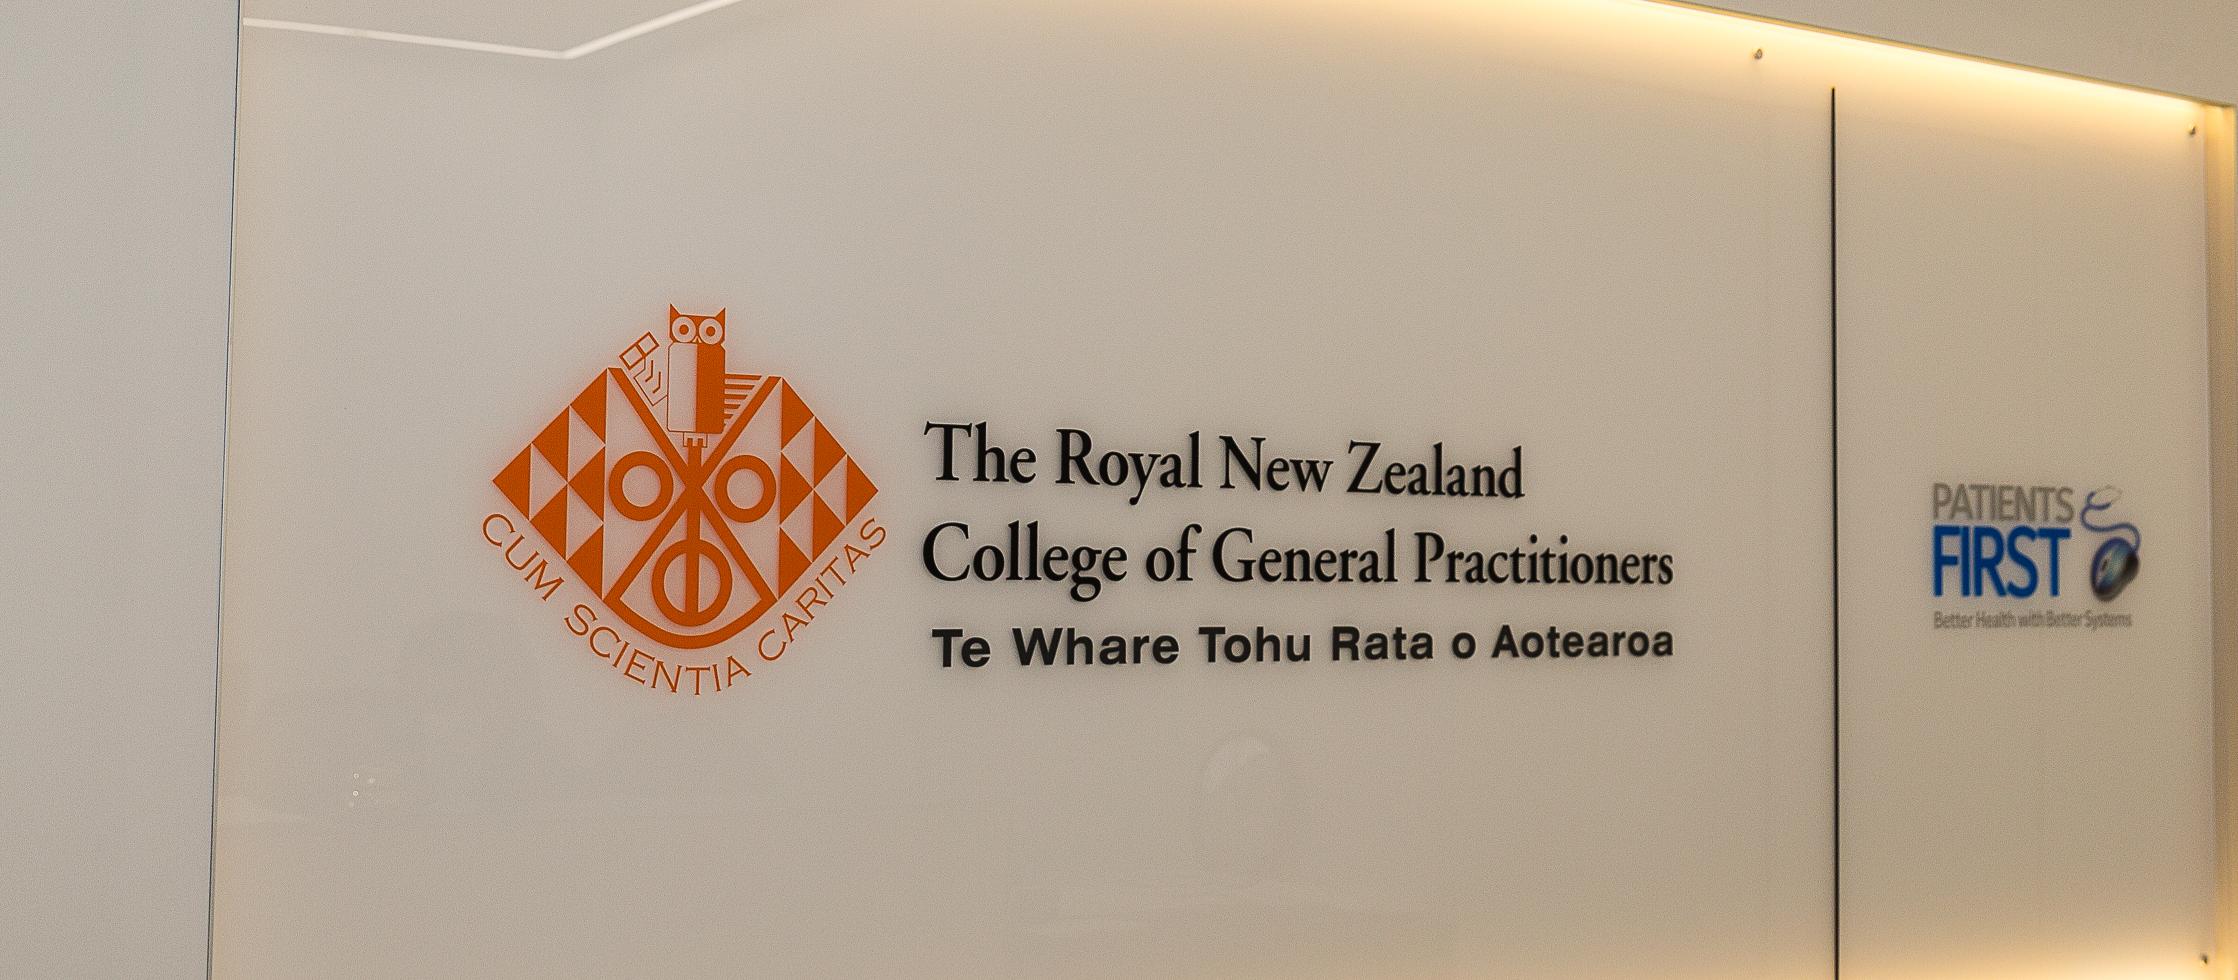 CUM SCIENTIA CARITAS
The Royal New Zealand
College of General Practitioners
Te Whare Tohu Rata o Aotearoa
PATIENTS
FIRST
Better Health with Better Systems